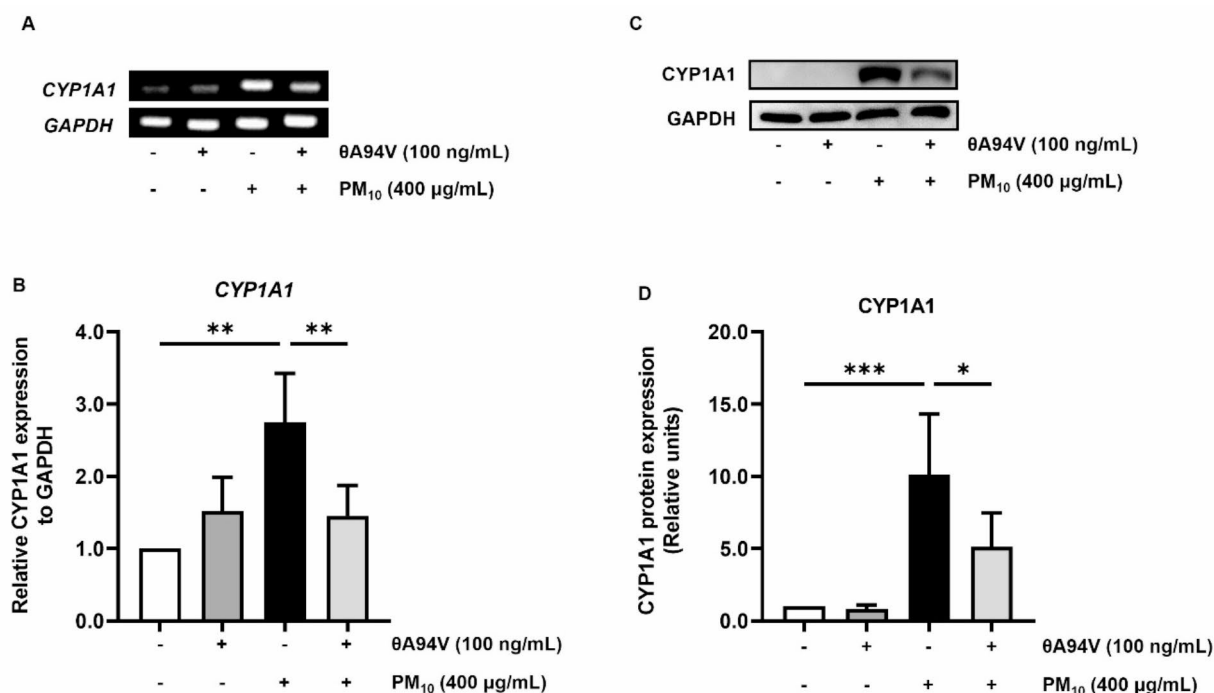 A
CYP1A1
GAPDH
- + - + θA94V (100 ng/mL)
- - + + PM₁₀ (400 μg/mL)
C
CYP1A1
GAPDH
- + - + θA94V (100 ng/mL)
- - + + PM₁₀ (400 μg/mL)
B
CYP1A1
Relative CYP1A1 expression
to GAPDH
4.0
3.0
2.0
1.0
0.0
** **
- + - + θA94V (100 ng/mL)
- - + + PM₁₀ (400 μg/mL)
D
CYP1A1
CYP1A1 protein expression
(Relative units)
20.0
15.0
10.0
5.0
0.0
*** *
- + - + θA94V (100 ng/mL)
- - + + PM₁₀ (400 μg/mL)